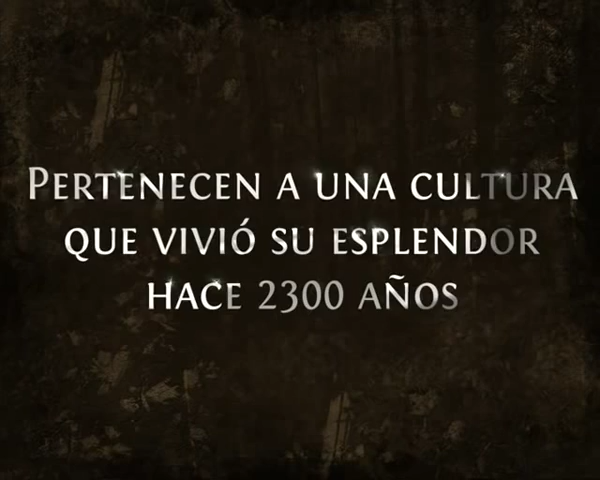 PERTENECEN A UNA CULTURA
QUE VIVIÓ SU ESPLENDOR
HACE 2300 AÑOS